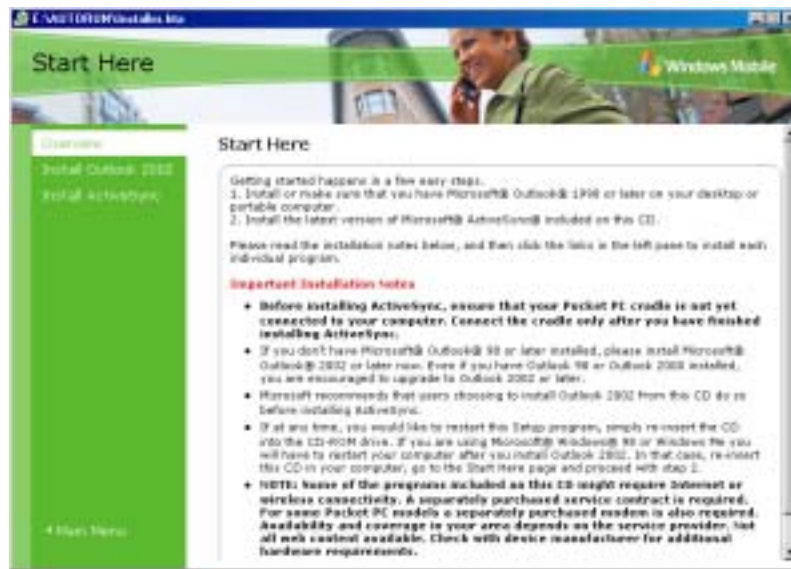 E:\AUTORUN\installer.hta
Start Here
Windows Mobile
Overview
Install Outlook 2002
Install ActiveSync
Main Menu
Start Here
Getting started happens in a few easy steps.
1. Install or make sure that you have Microsoft® Outlook® 1998 or later on your desktop or
portable computer.
2. Install the latest version of Microsoft® ActiveSync® included on this CD.
Please read the installation notes below, and then click the links in the left pane to install each
individual program.
Important Installation Notes
• Before installing ActiveSync, ensure that your Pocket PC cradle is not yet
connected to your computer. Connect the cradle only after you have finished
installing ActiveSync.
• If you don't have Microsoft® Outlook® 98 or later installed, please install Microsoft®
Outlook® 2002 or later now. Even if you have Outlook 98 or Outlook 2000 installed,
you are encouraged to upgrade to Outlook 2002 or later.
• Microsoft recommends that users choosing to install Outlook 2002 from this CD do so
before installing ActiveSync.
• If at any time, you would like to restart this Setup program, simply re-insert the CD
into the CD-ROM drive. If you are using Microsoft® Windows® 98 or Windows Me you
will have to restart your computer after you install Outlook 2002. In that case, re-insert
this CD in your computer, go to the Start Here page and proceed with step 2.
• NOTE: Some of the programs included on this CD might require Internet or
wireless connectivity. A separately purchased service contract is required.
For some Pocket PC models a separately purchased modem is also required.
Availability and coverage in your area depends on the service provider. Not
all web content available. Check with device manufacturer for additional
hardware requirements.